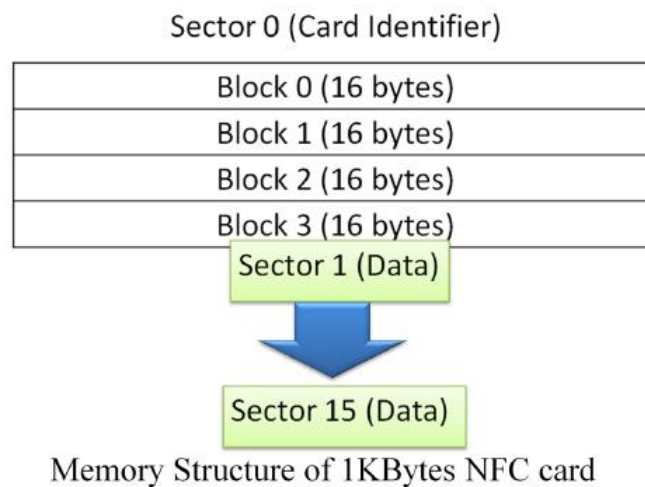 Sector 0 (Card Identifier)
Block 0 (16 bytes)
Block 1 (16 bytes)
Block 2 (16 bytes)
Block 3 (16 bytes)
Sector 1 (Data)
Sector 15 (Data)
Memory Structure of 1KBytes NFC card